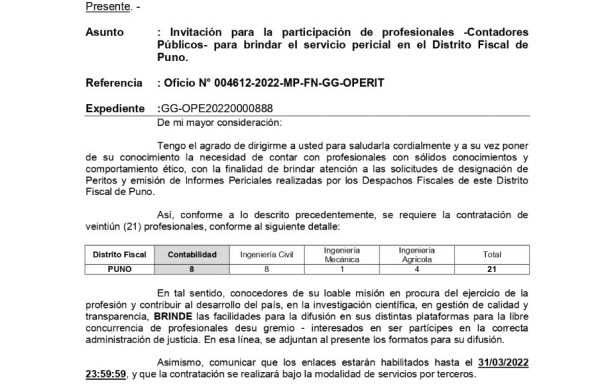 Presente. -
Asunto : Invitación para la participación de profesionales -Contadores
Públicos- para brindar el servicio pericial en el Distrito Fiscal de
Puno.
Referencia : Oficio N° 004612-2022-MP-FN-GG-OPERIT
Expediente :GG-OPE20220000888
De mi mayor consideración:
Tengo el agrado de dirigirme a usted para saludarla cordialmente y a su vez poner
de su conocimiento la necesidad de contar con profesionales con sólidos conocimientos y
comportamiento ético, con la finalidad de brindar atención a las solicitudes de designación de
Peritos y emisión de Informes Periciales realizadas por los Despachos Fiscales de este Distrito
Fiscal de Puno.
Así, conforme a lo descrito precedentemente, se requiere la contratación de
veintiún (21) profesionales, conforme al siguiente detalle:
Distrito Fiscal Contabilidad Ingeniería Civil Ingeniería Mecánica Ingeniería Agrícola Total
PUNO 8 8 1 4 21
En tal sentido, conocedores de su loable misión en procura del ejercicio de la
profesión y contribuir al desarrollo del país, en la investigación científica, en gestión de calidad y
transparencia, BRINDE las facilidades para la difusión en sus distintas plataformas para la libre
concurrencia de profesionales desu gremio - interesados en ser partícipes en la correcta
administración de justicia. En esa línea, se adjuntan al presente los formatos para su difusión.
Asimismo, comunicar que los enlaces estarán habilitados hasta el 31/03/2022
23:59:59, y que la contratación se realizará bajo la modalidad de servicios por terceros.